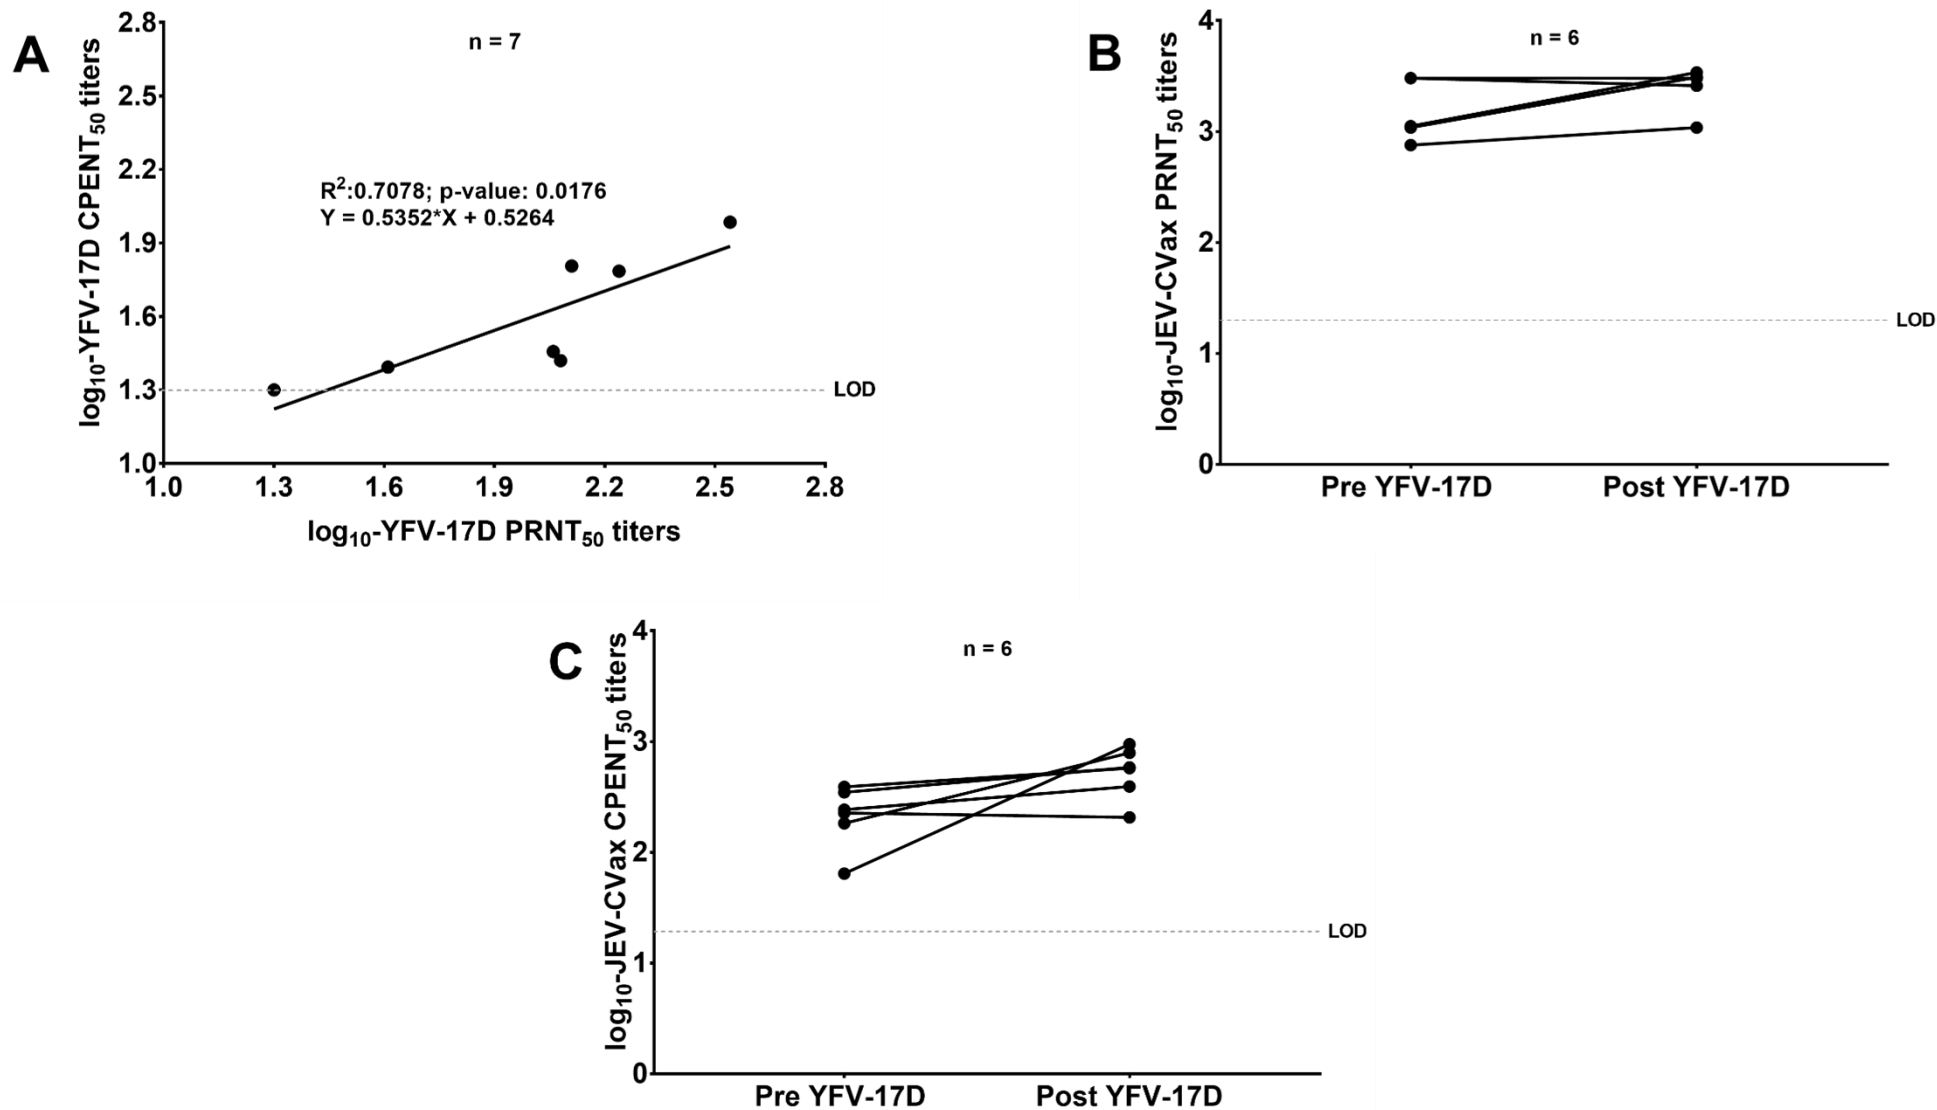 A
log₁₀-YFV-17D CPENT₅₀ titers
2.8
2.5
2.2
1.9
1.6
1.3
1.0
n = 7
R²:0.7078; p-value: 0.0176
Y = 0.5352*X + 0.5264
LOD
1.0 1.3 1.6 1.9 2.2 2.5 2.8
log₁₀-YFV-17D PRNT₅₀ titers
B
log₁₀-JEV-CVax PRNT₅₀ titers
4
3
2
1
0
n = 6
LOD
Pre YFV-17D Post YFV-17D
C
log₁₀-JEV-CVax CPENT₅₀ titers
4
3
2
1
0
n = 6
LOD
Pre YFV-17D Post YFV-17D